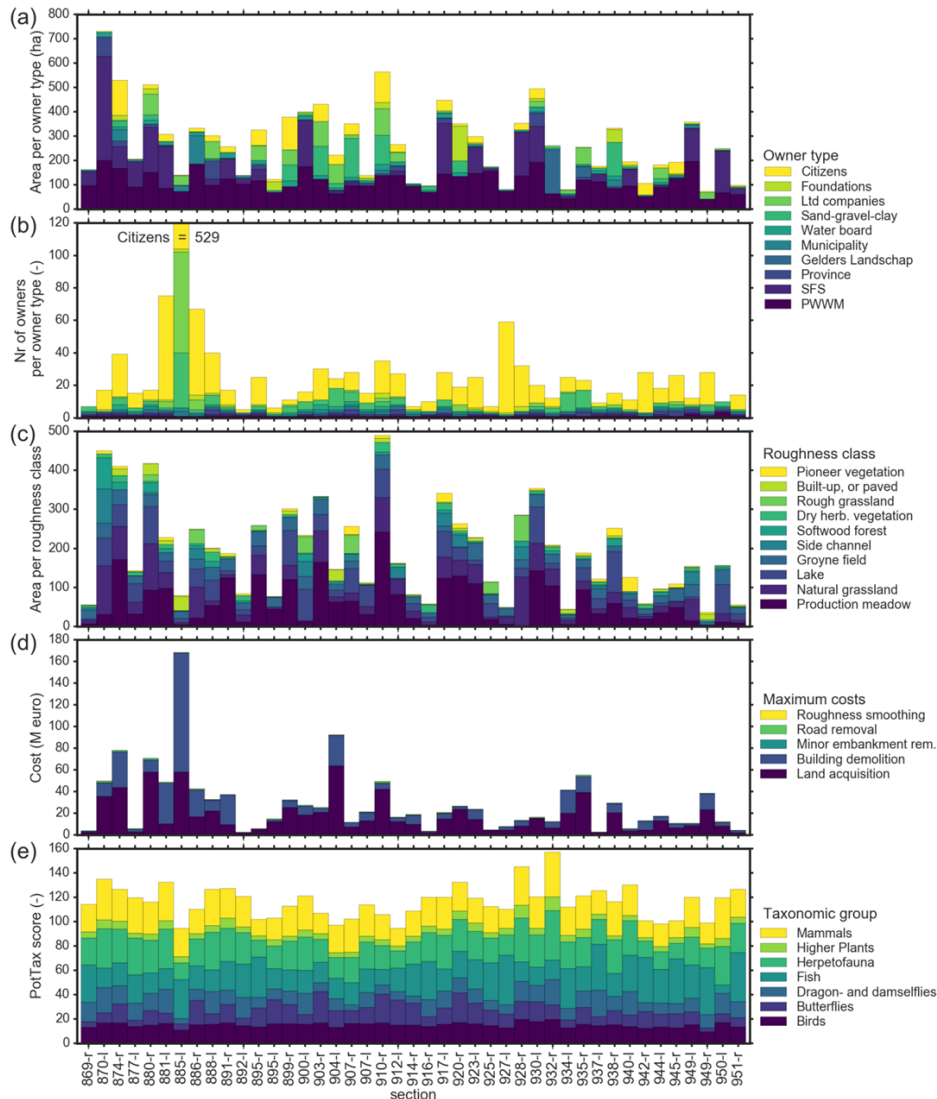 (a)
Area per owner type (ha)
800
700
600
500
400
300
200
100
0
Owner type
Citizens
Foundations
Ltd companies
Sand-gravel-clay
Water board
Municipality
Gelders Landschap
Province
SFS
PWWM
(b)
Nr of owners
per owner type (-)
120
100
80
60
40
20
0
Citizens = 529
(c)
Area per roughness class
500
400
300
200
100
0
Roughness class
Pioneer vegetation
Built-up, or paved
Rough grassland
Dry herb. vegetation
Softwood forest
Side channel
Groyne field
Lake
Natural grassland
Production meadow
(d)
Cost (M euro)
180
160
140
120
100
80
60
40
20
0
Maximum costs
Roughness smoothing
Road removal
Minor embankment rem.
Building demolition
Land acquisition
(e)
PotTax score (-)
160
140
120
100
80
60
40
20
0
Taxonomic group
Mammals
Higher Plants
Herpetofauna
Fish
Dragon- and damselflies
Butterflies
Birds
869-r
870-l
874-r
877-l
880-r
881-l
885-l
886-r
888-l
891-r
892-l
895-r
895-l
899-r
900-l
903-r
904-l
907-r
907-l
910-r
912-l
914-r
916-r
917-l
920-r
923-l
925-r
927-l
928-r
930-l
932-r
934-l
935-r
937-l
938-r
940-l
942-r
944-l
945-r
949-l
949-r
950-l
951-r
section